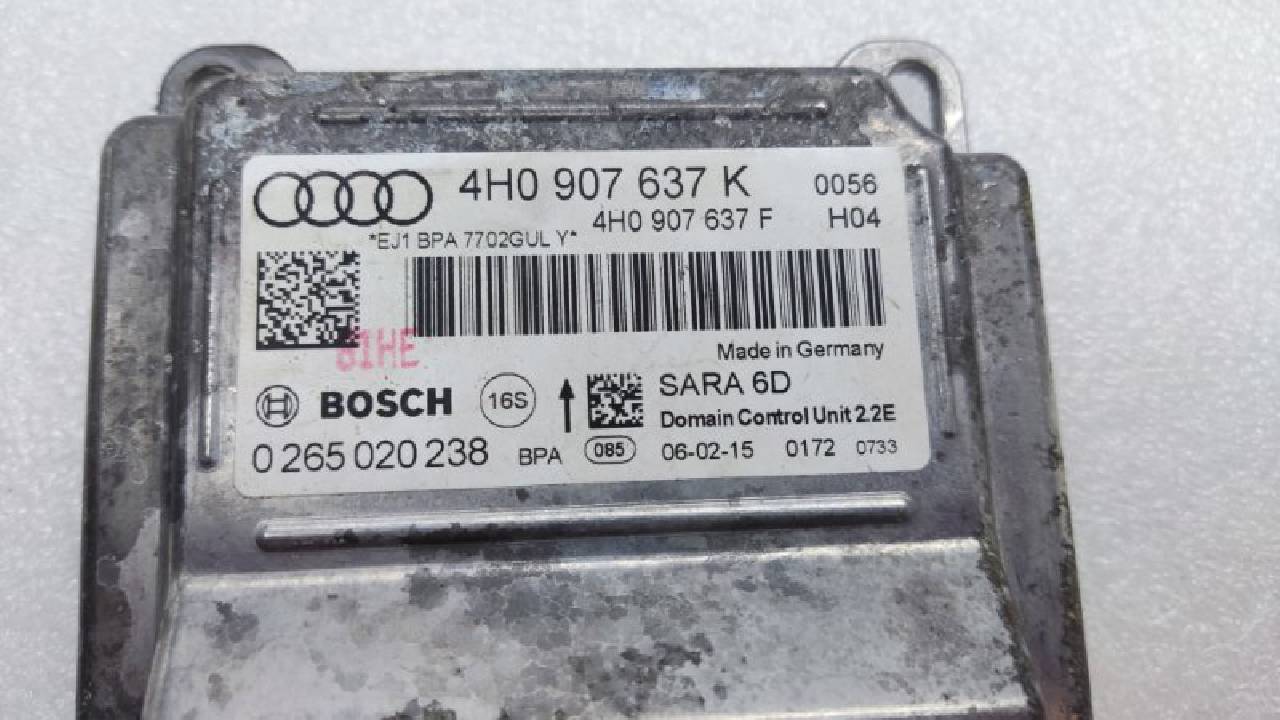 4H0 907 637 K 0056
4H0 907 637 F H04
*EJ1 BPA 7702GUL Y*
61HE
Made in Germany
BOSCH 16S SARA 6D
Domain Control Unit 2.2E
0 265 020 238 BPA 085 06-02-15 0172 0733